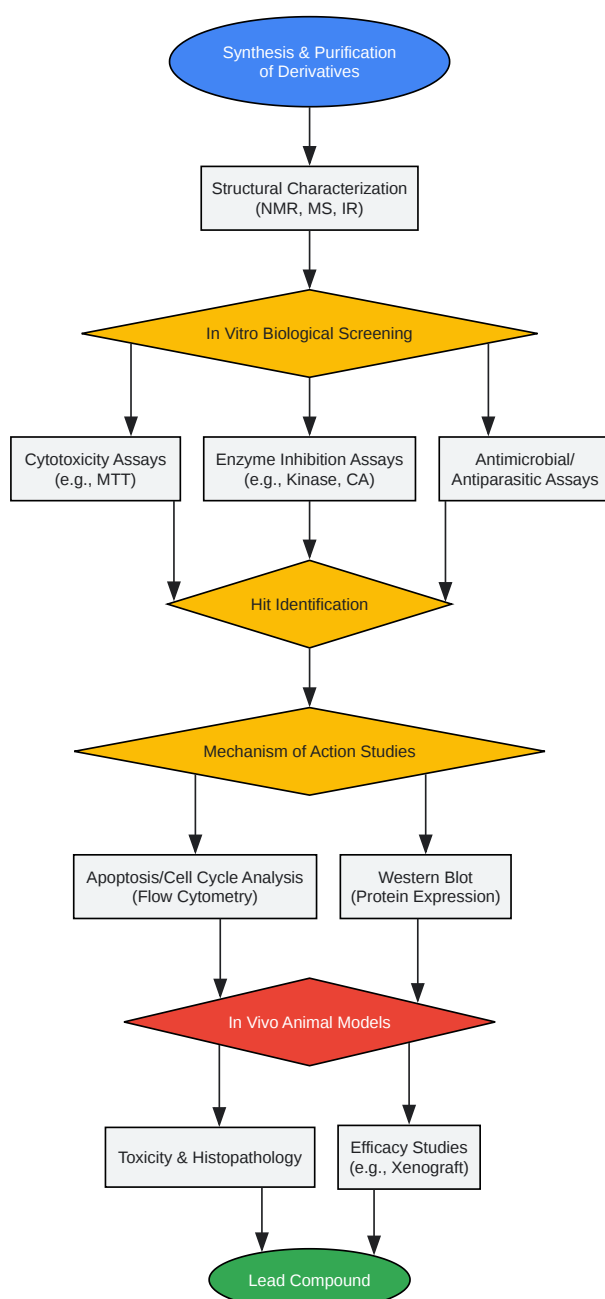 Synthesis & Purification
of Derivatives
Structural Characterization
(NMR, MS, IR)
In Vitro Biological Screening
Cytotoxicity Assays
(e.g., MTT)
Enzyme Inhibition Assays
(e.g., Kinase, CA)
Antimicrobial/
Antiparasitic Assays
Hit Identification
Mechanism of Action Studies
Apoptosis/Cell Cycle Analysis
(Flow Cytometry)
Western Blot
(Protein Expression)
In Vivo Animal Models
Toxicity & Histopathology
Efficacy Studies
(e.g., Xenograft)
Lead Compound